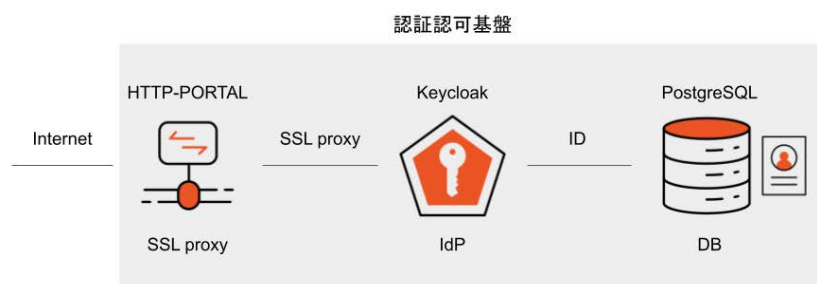 認証認可基盤
HTTP-PORTAL
Keycloak
PostgreSQL
Internet
SSL proxy
ID
SSL proxy
IdP
DB